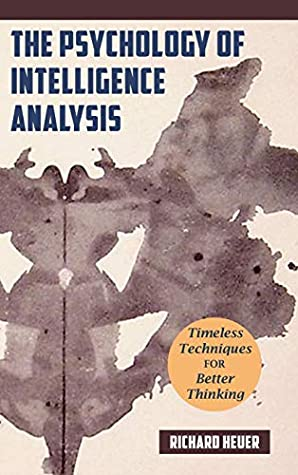 THE PSYCHOLOGY OF
INTELLIGENCE
ANALYSIS
Timeless
Techniques
FOR
Better
Thinking
RICHARD HEUER